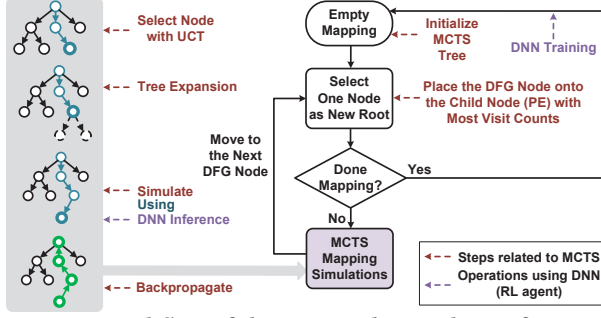 Select Node
with UCT
Tree Expansion
Simulate
Using
DNN Inference
Backpropagate
Empty
Mapping
Initialize
MCTS
Tree
DNN Training
Select
One Node
as New Root
Place the DFG Node onto
the Child Node (PE) with
Most Visit Counts
Move to
the Next
DFG Node
Done
Mapping?
Yes
No
MCTS
Mapping
Simulations
Steps related to MCTS
Operations using DNN
(RL agent)